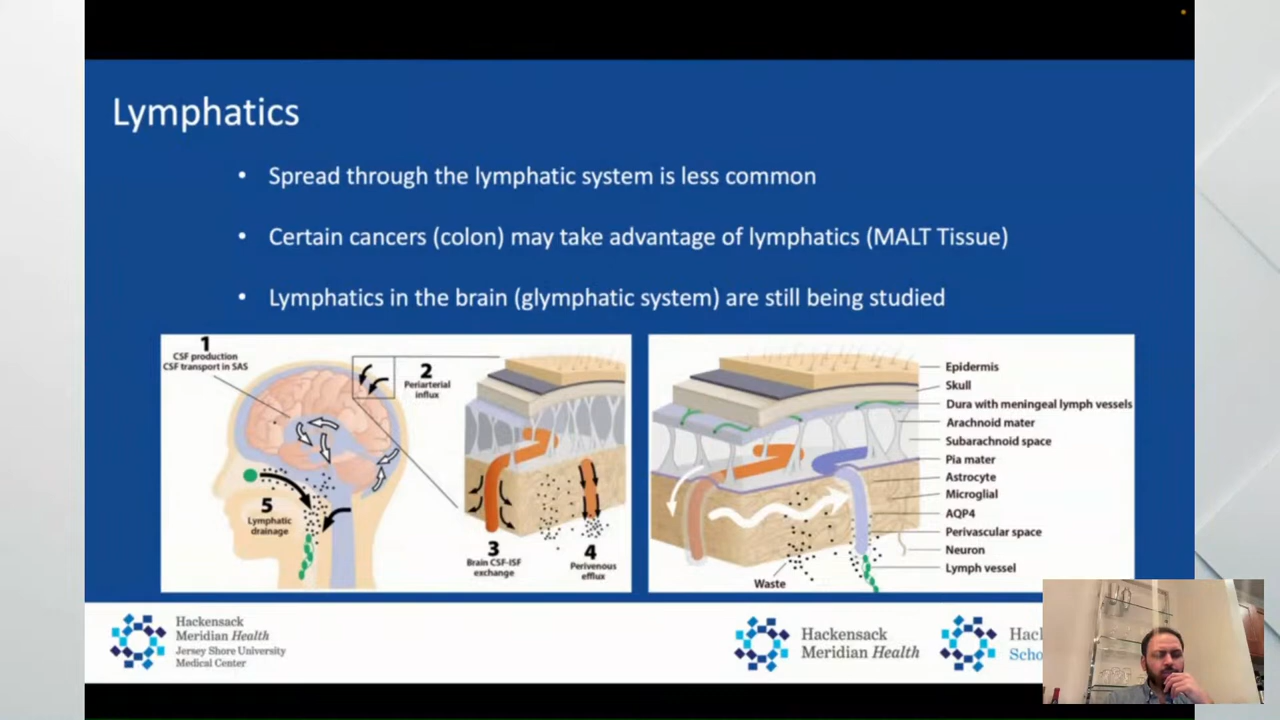 Lymphatics
• Spread through the lymphatic system is less common
• Certain cancers (colon) may take advantage of lymphatics (MALT Tissue)
• Lymphatics in the brain (glymphatic system) are still being studied
1
CSF production
CSF transport in SAS
2
Periarterial
influx
5
Lymphatic
drainage
3
Brain CSF-ISF
exchange
4
Perivenous
efflux
Epidermis
Skull
Dura with meningeal lymph vessels
Arachnoid mater
Subarachnoid space
Pia mater
Astrocyte
Microglial
AQP4
Perivascular space
Neuron
Lymph vessel
Waste
Hackensack
Meridian Health
Jersey Shore University
Medical Center
Hackensack
Meridian Health